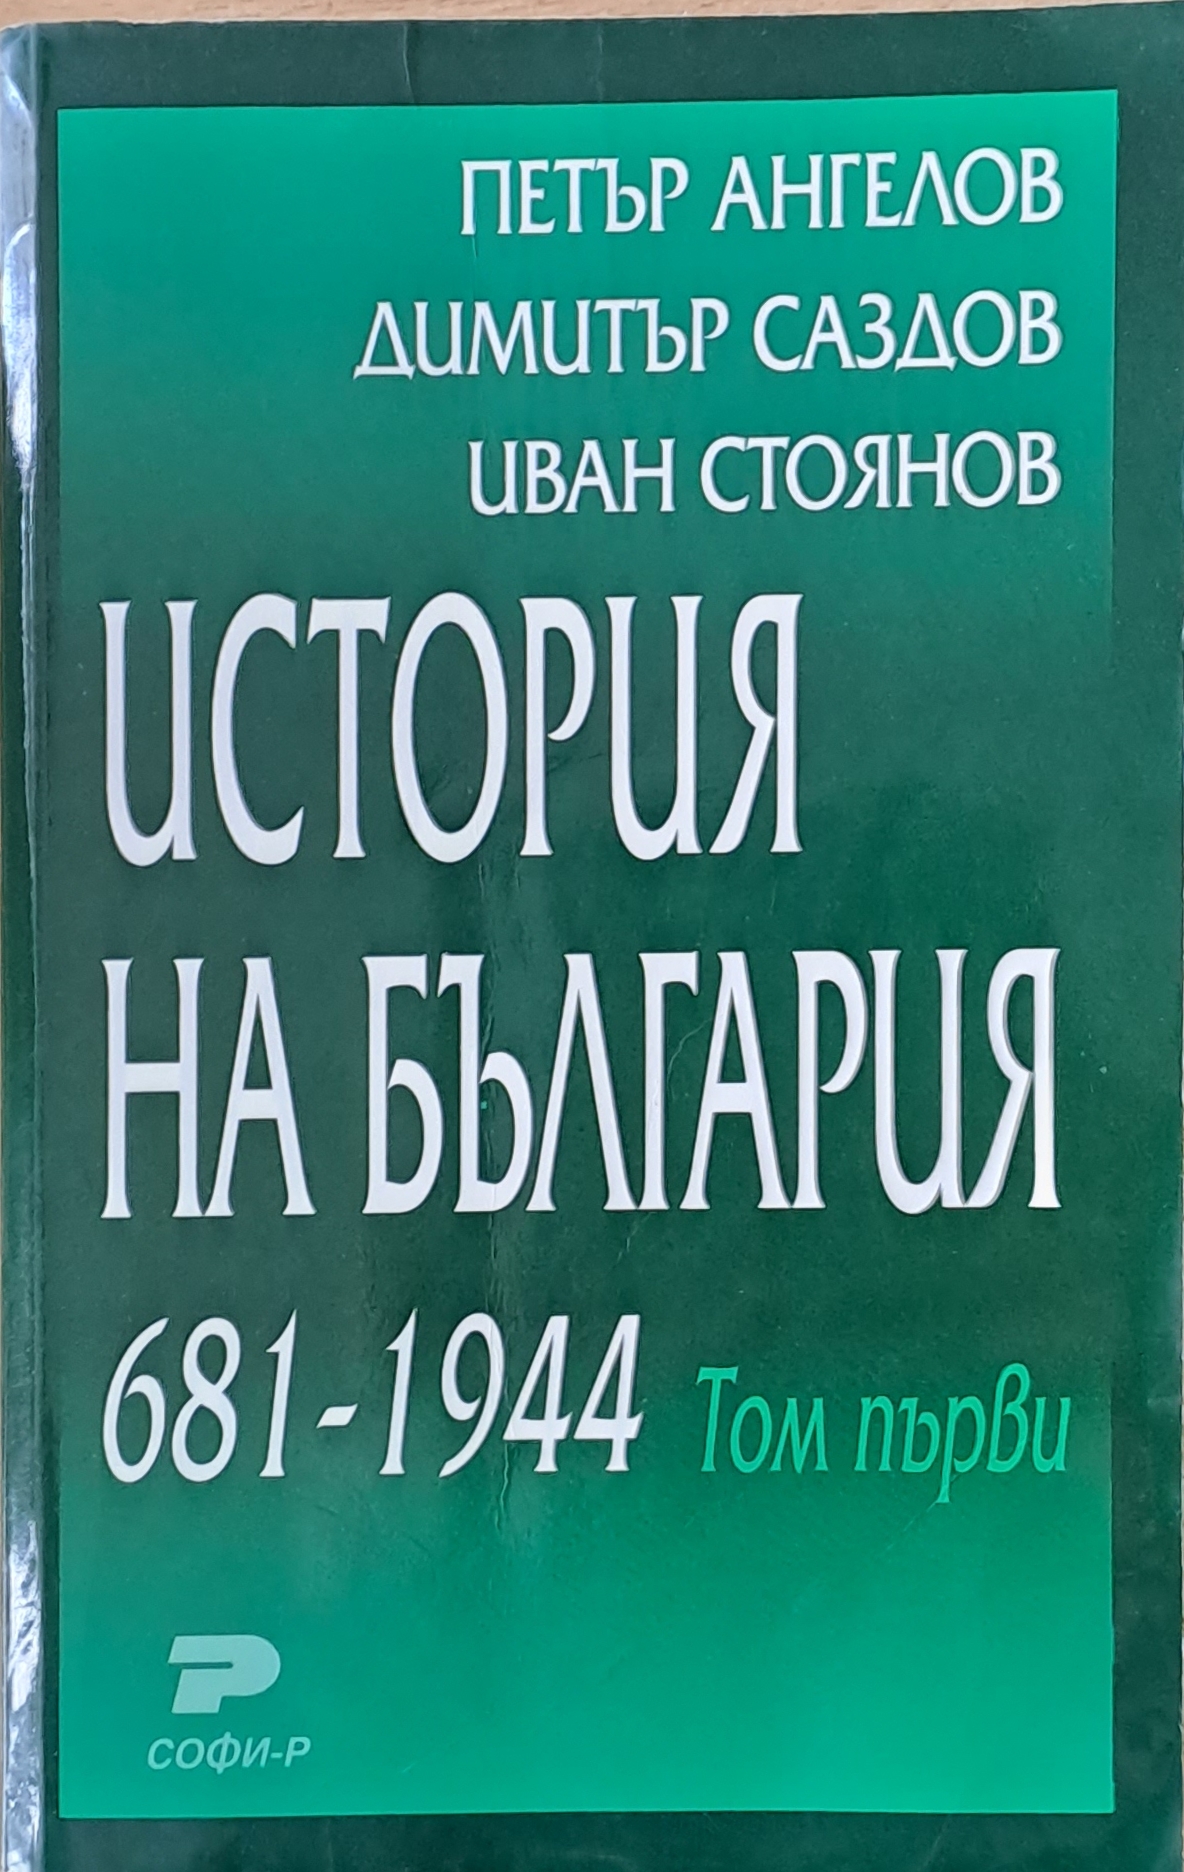 ПЕТЪР АНГЕЛОВ
ДИМИТЪР САЗДОВ
ИВАН СТОЯНОВ
ИСТОРИЯ
НА БЪЛГАРИЯ
681-1944 Том първи
Р
СОФИ-Р